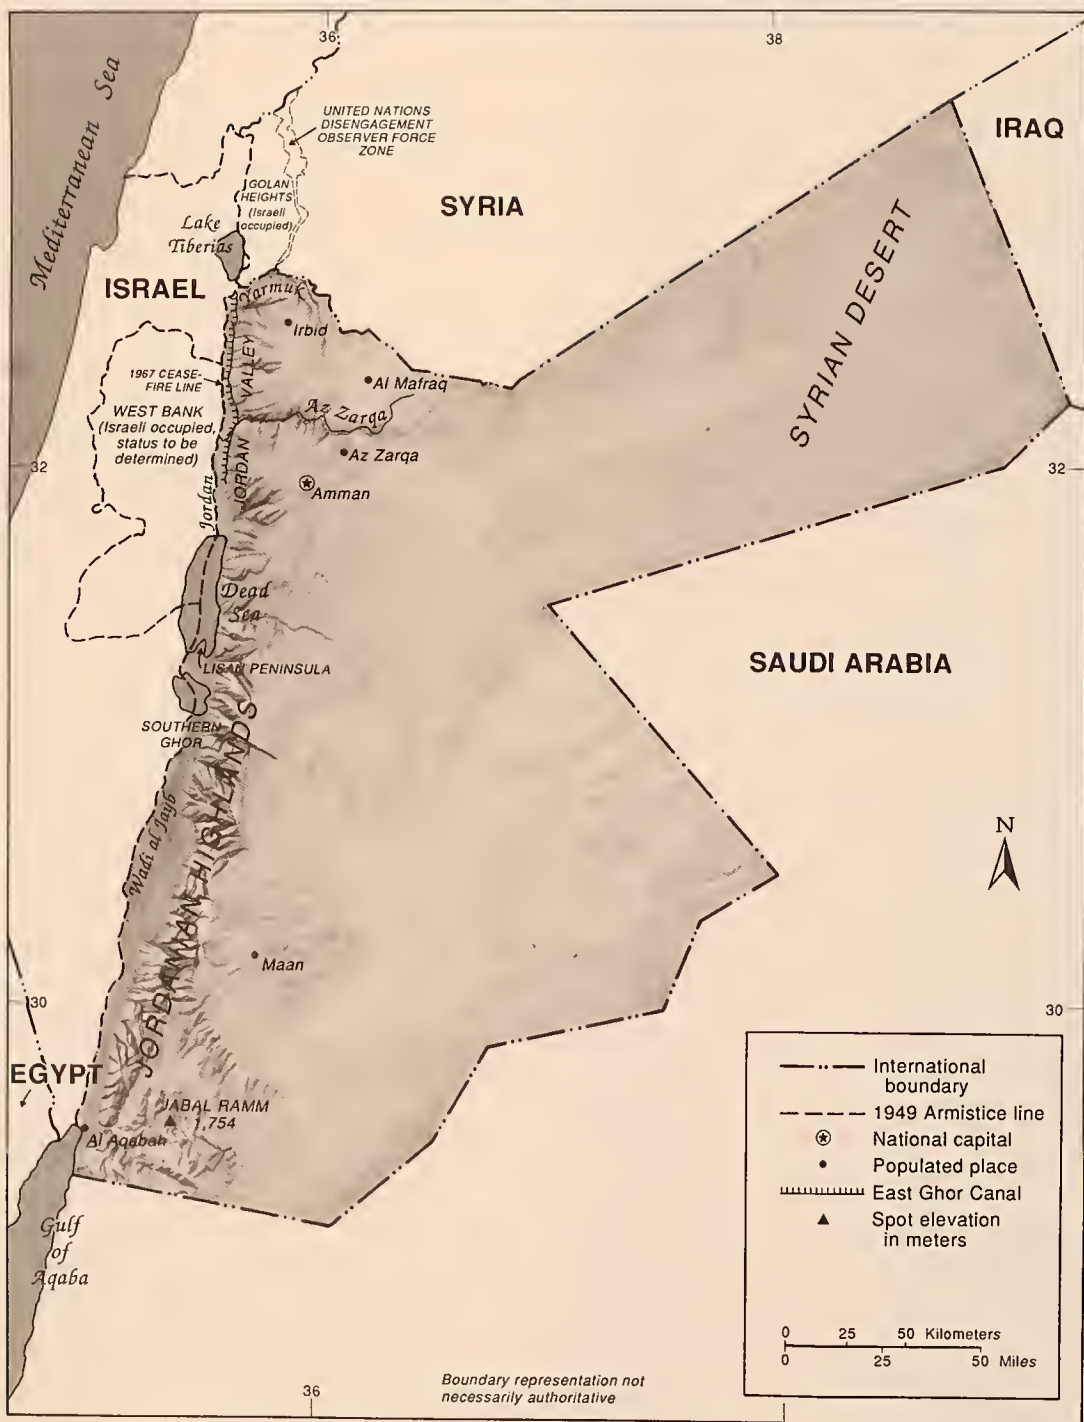 36
38
Mediterranean Sea
UNITED NATIONS
DISENGAGEMENT
OBSERVER FORCE
ZONE
IRAQ
GOLAN
HEIGHTS
(Israeli
occupied)
SYRIA
Lake
Tiberias
SYRIAN DESERT
ISRAEL
Yarmuk
Irbid
1967 CEASE-
FIRE LINE
JORDAN VALLEY
Al Mafraq
WEST BANK
(Israeli occupied,
status to be
determined)
Az Zarqa
Az Zarqa
32
32
Amman
Jordan
Dead
Sea
LISAN PENINSULA
SAUDI ARABIA
SOUTHERN
GHOR
JORDANIAN HIGHLANDS
Wadi al Jayb
N
Maan
30
30
EGYPT
JABAL RAMM
1,754
Al Aqabah
Gulf
of
Aqaba
International
boundary
1949 Armistice line
National capital
Populated place
East Ghor Canal
Spot elevation
in meters
0 25 50 Kilometers
0 25 50 Miles
36
Boundary representation not
necessarily authoritative